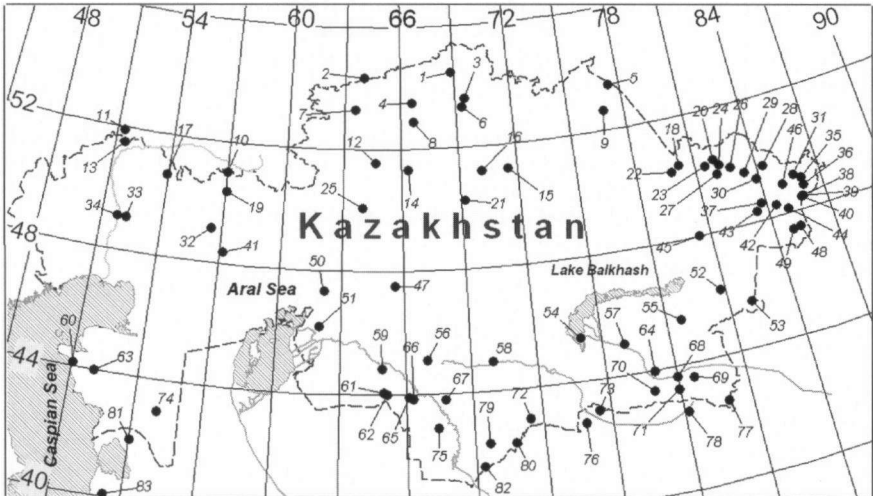 48 54 60 66 72 78 84 90
3
2 1 5
11 52 7 4 6
17 10 8 9 18 20 24 26 29 28 46 31 35
13 12 16 36
22 38
34 33 25 14 21 15 23 30 39
27 37 40
19 Kazakhstan 43 42 44
48 32 41 45 49 48
50 47 Lake Balkhash 52
Aral Sea 51
60 59 66 56 58 54 57 55 64 53
44 63 70 68
61 67 73 69
62 65 72 71
74 79 77
81 75 76 78
Caspian Sea
80
40 83 82